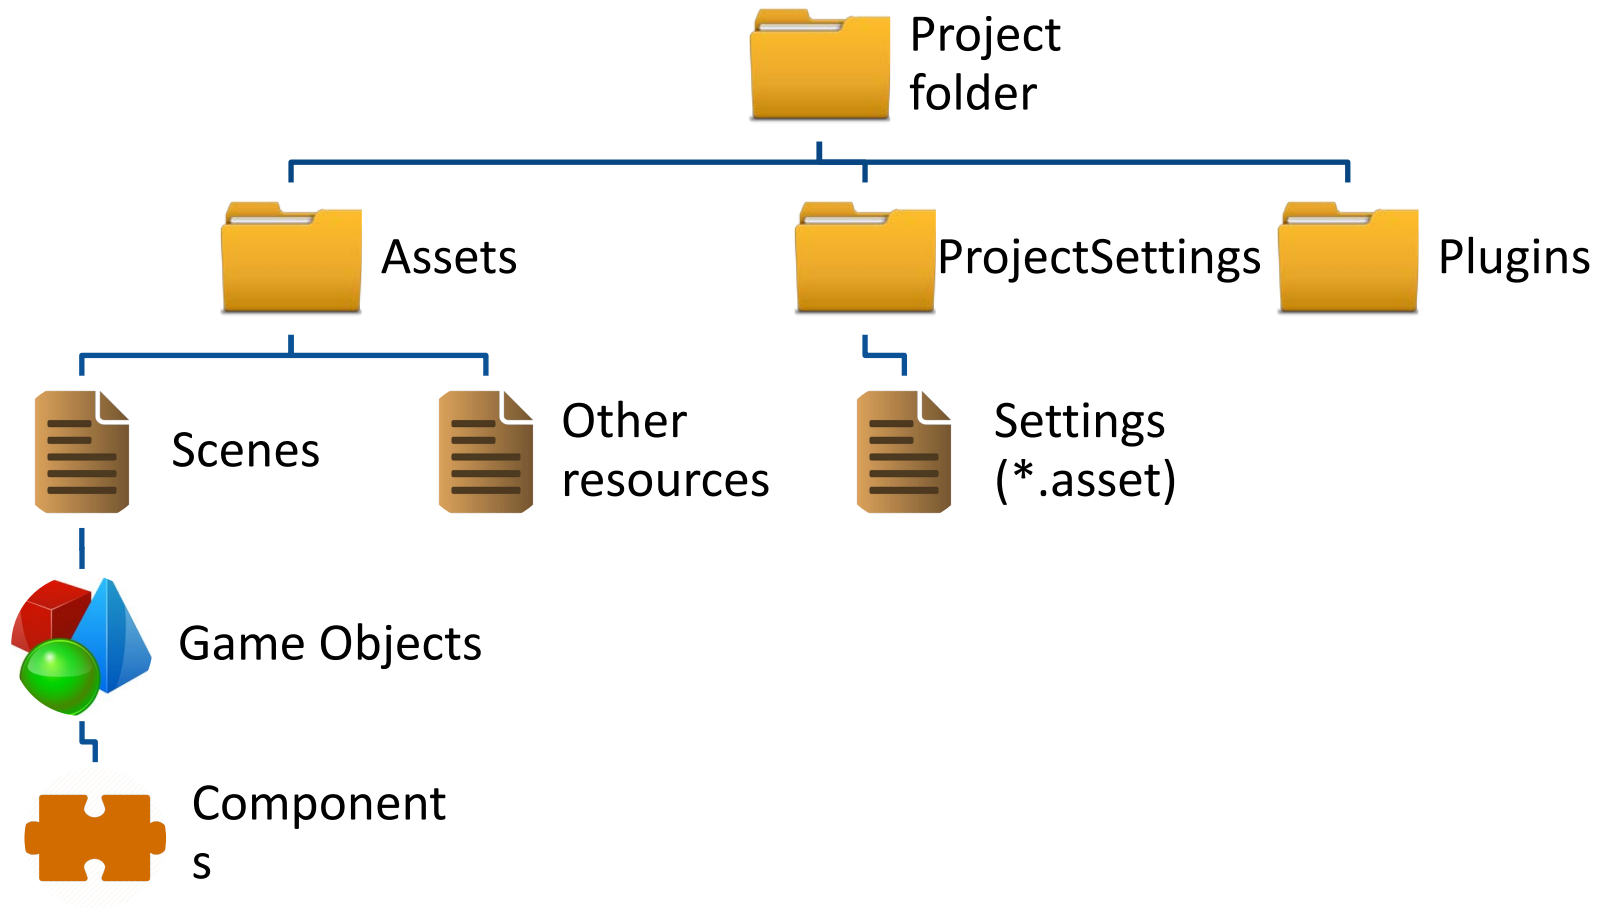 Project
folder
Assets
ProjectSettings
Plugins
Scenes
Other
resources
Settings
(*.asset)
Game Objects
Component
s